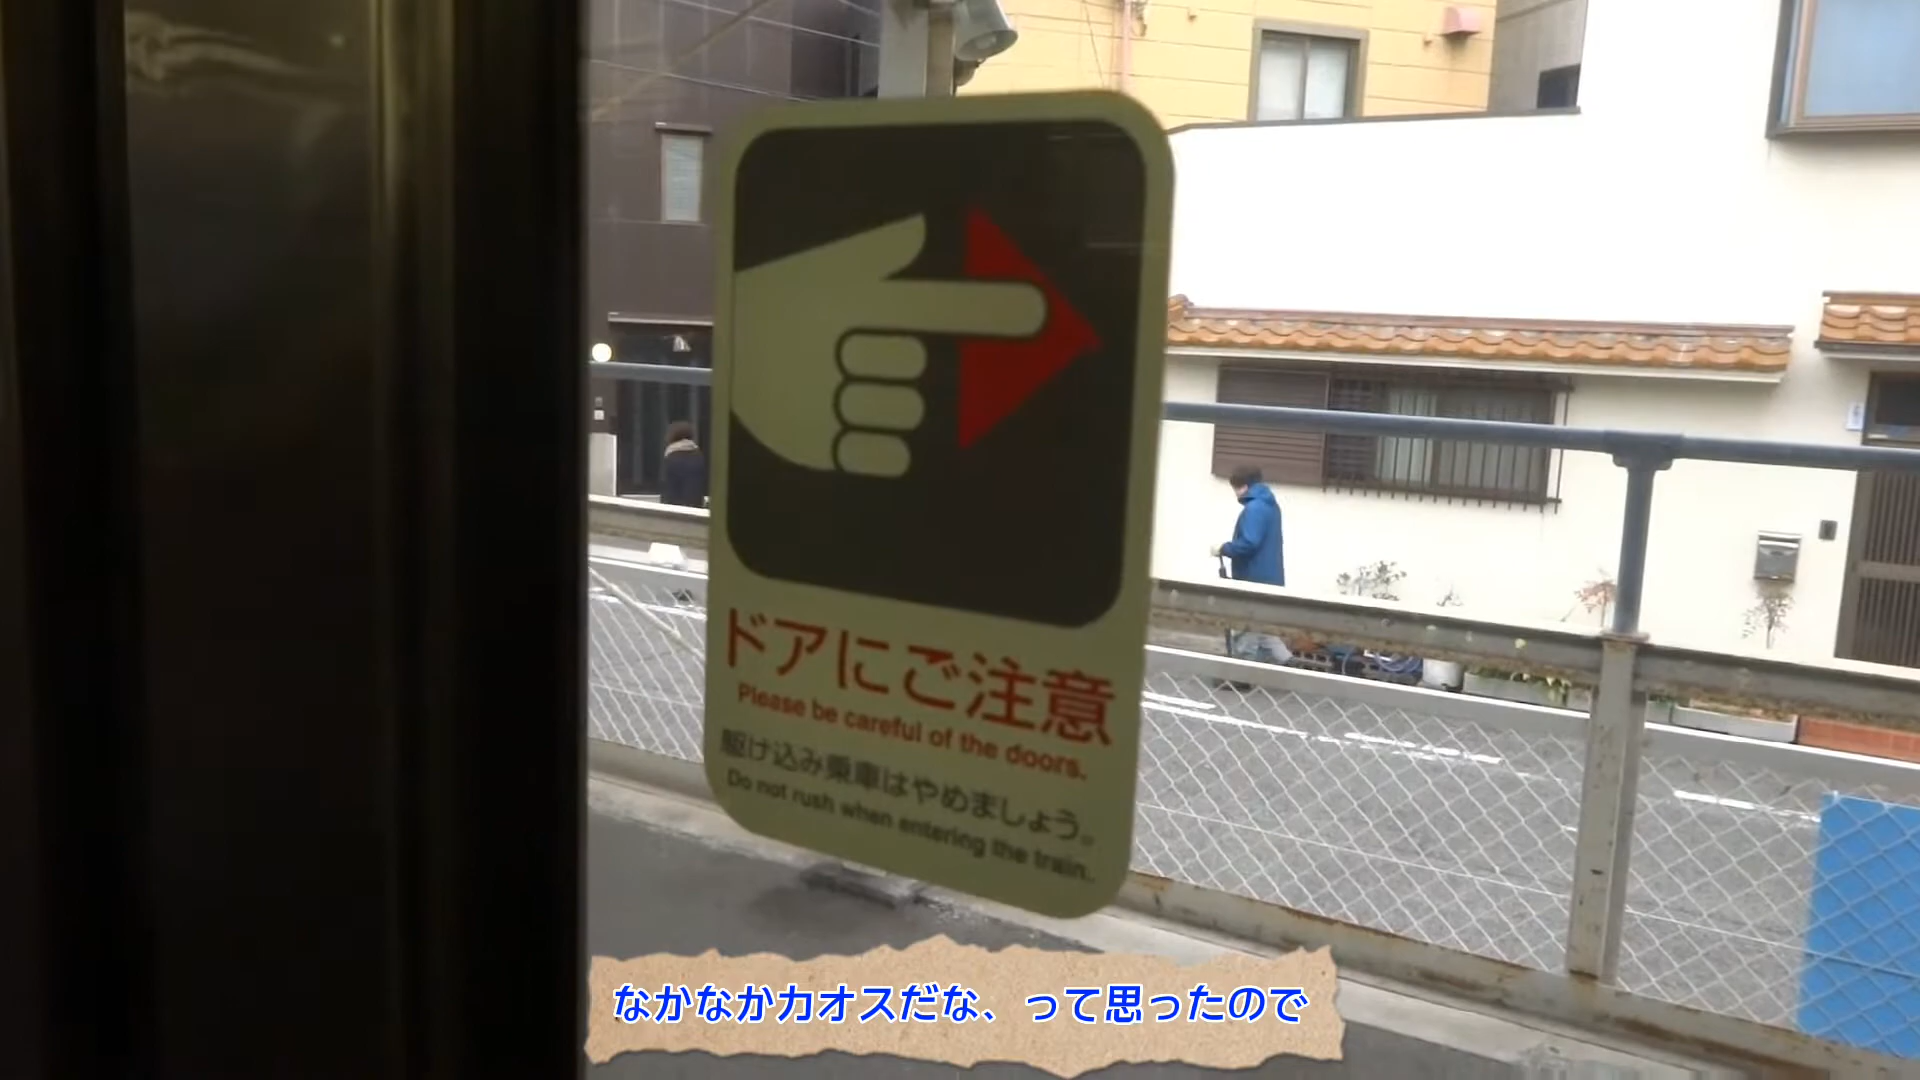 ドアにご注意
Please be careful of the doors.
駆け込み乗車はやめましょう。
Do not rush when entering the train.
なかなかカオスだな、って思ったので